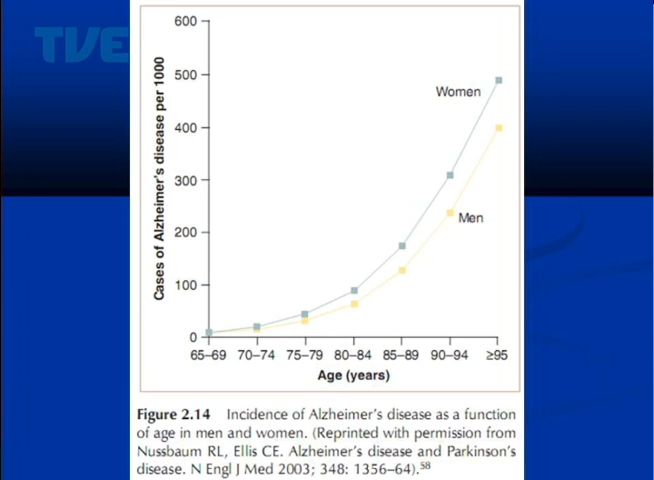 TVE
600
500
400
300
200
100
0
Cases of Alzheimer's disease per 1000
Women
Men
65–69 70–74 75–79 80–84 85–89 90–94 ≥95
Age (years)
Figure 2.14 Incidence of Alzheimer's disease as a function
of age in men and women. (Reprinted with permission from
Nussbaum RL, Ellis CE. Alzheimer's disease and Parkinson's
disease. N Engl J Med 2003; 348: 1356–64).58